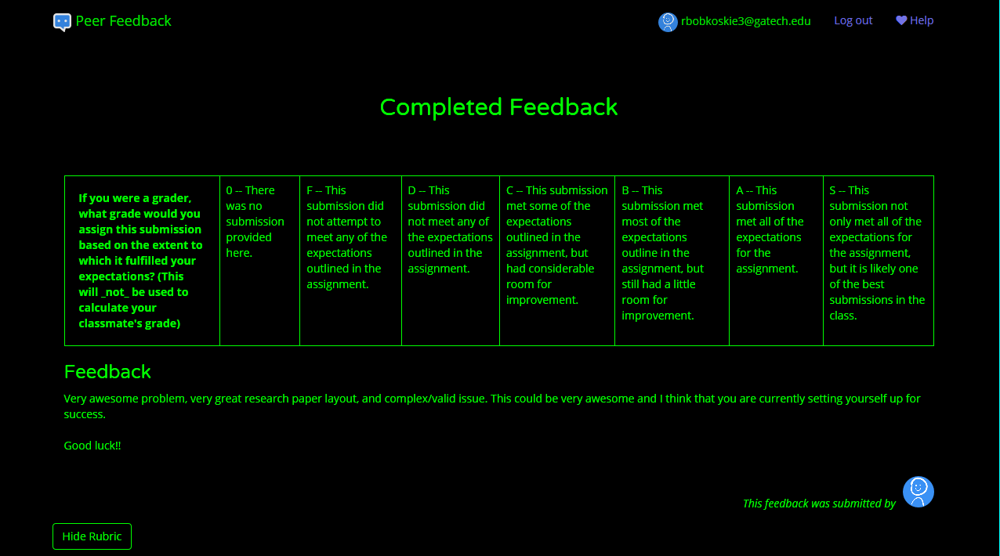 Peer Feedback
rbobkoskie3@gatech.edu
Log out
Help
Completed Feedback
If you were a grader,
what grade would you
assign this submission
based on the extent to
which it fulfilled your
expectations? (This
will _not_ be used to
calculate your
classmate's grade)
0 -- There
was no
submission
provided
here.
F -- This
submission did
not attempt to
meet any of the
expectations
outlined in the
assignment.
D -- This
submission did
not meet any of
the expectations
outlined in the
assignment.
C -- This submission
met some of the
expectations
outlined in the
assignment, but
had considerable
room for
improvement.
B -- This
submission met
most of the
expectations
outline in the
assignment, but
still had a little
room for
improvement.
A -- This
submission
met all of the
expectations
for the
assignment.
S -- This
submission not
only met all of the
expectations for
the assignment,
but it is likely one
of the best
submissions in the
class.
Feedback
Very awesome problem, very great research paper layout, and complex/valid issue. This could be very awesome and I think that you are currently setting yourself up for
success.
Good luck!!
This feedback was submitted by
Hide Rubric